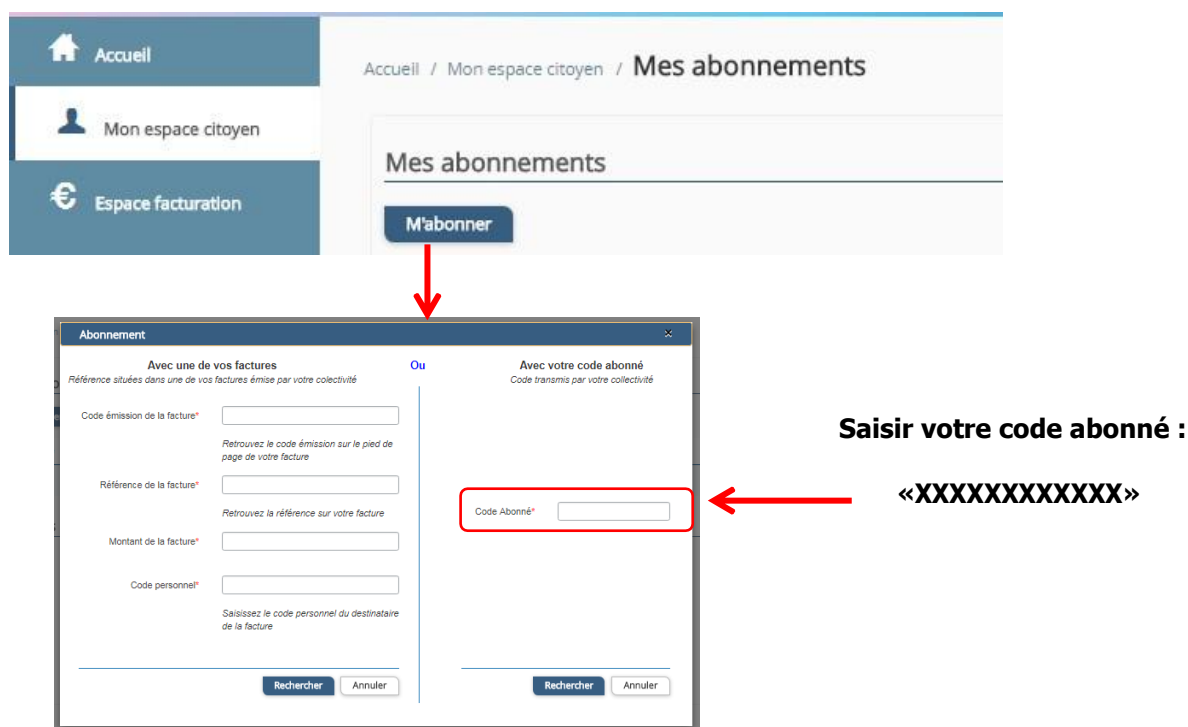 Accueil
Accueil / Mon espace citoyen / Mes abonnements
Mon espace citoyen
Mes abonnements
€ Espace facturation
M'abonner
Abonnement ×
Avec une de vos factures
Référence situées dans une de vos factures émise par votre colectivité
Ou
Avec votre code abonné
Code transmis par votre collectivité
Code émission de la facture*
Retrouvez le code émission sur le pied de
page de votre facture
Référence de la facture*
Retrouvez la référence sur votre facture
Montant de la facture*
Code personnel*
Saisissez le code personnel du destinataire
de la facture
Rechercher Annuler
Code Abonné*
Rechercher Annuler
Saisir votre code abonné :
«XXXXXXXXXXXX»